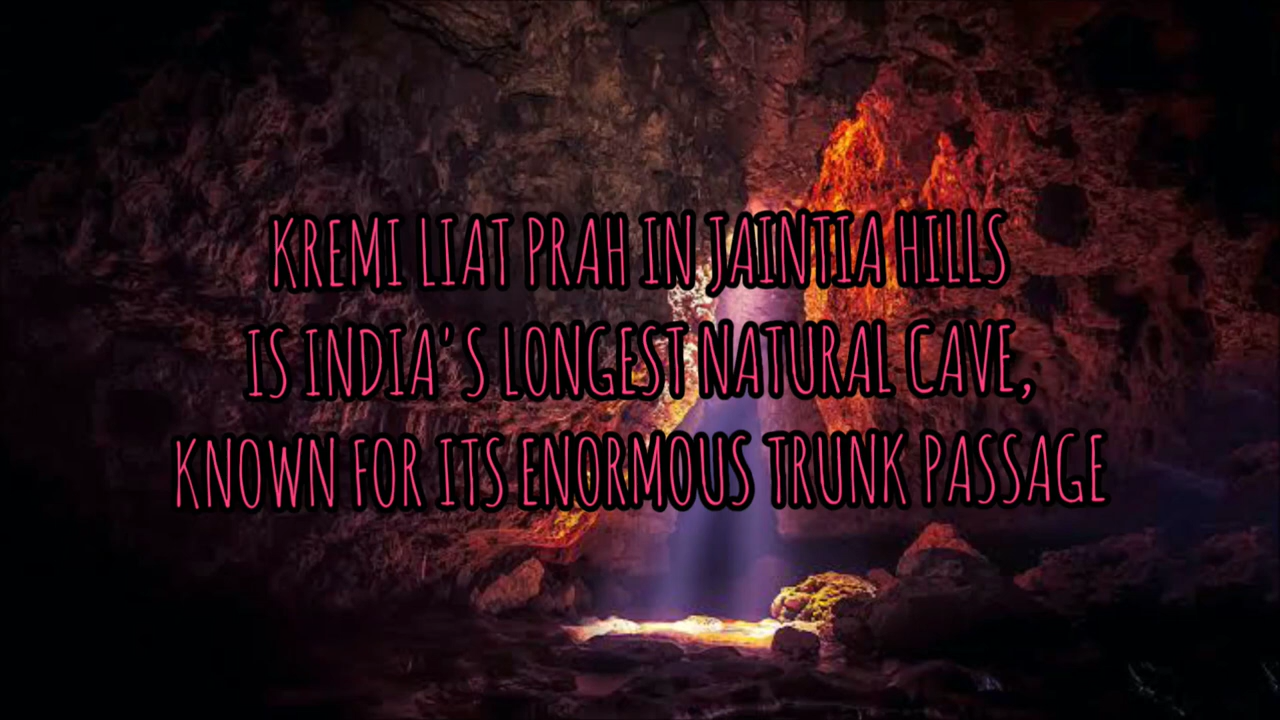 KREMI LIAT PRAH IN JAINTIA HILLS
IS INDIA'S LONGEST NATURAL CAVE,
KNOWN FOR ITS ENORMOUS TRUNK PASSAGE